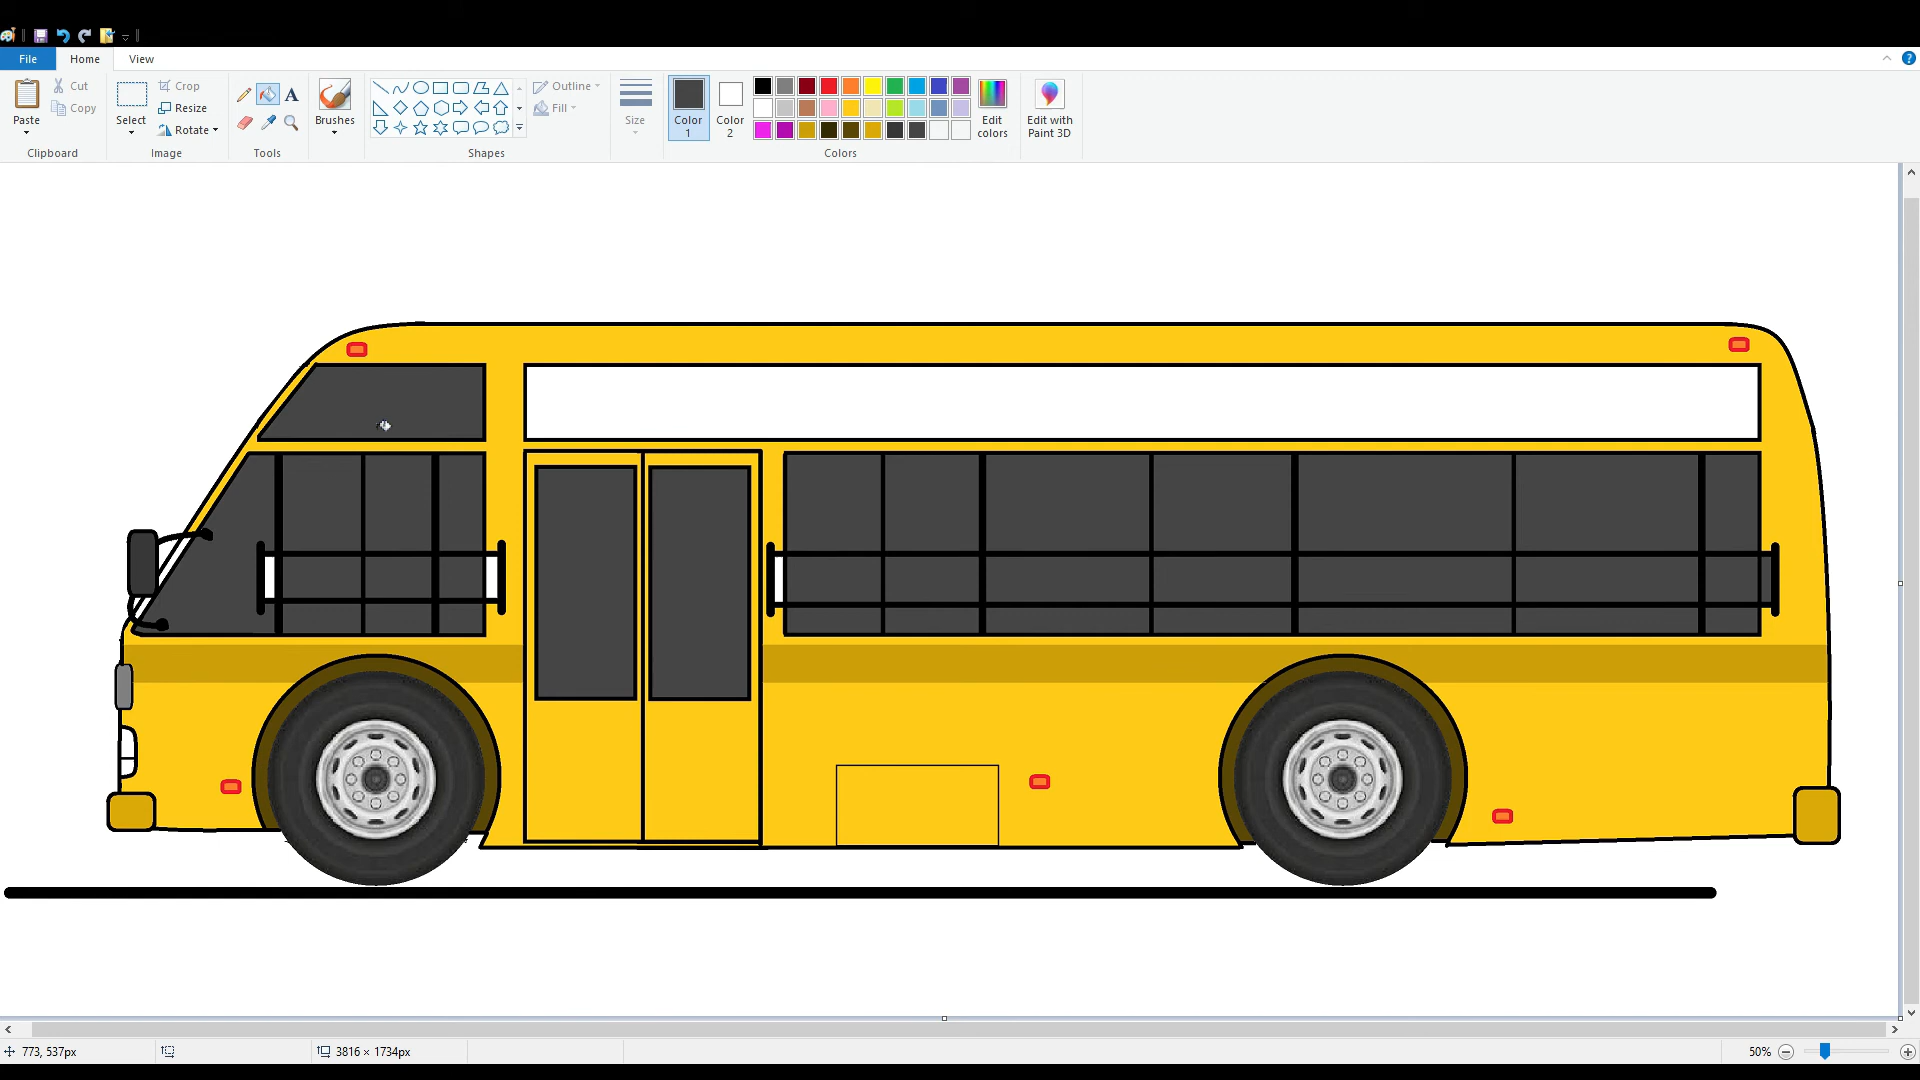 File Home View
Paste
Cut
Copy
Clipboard
Select
Crop
Resize
Rotate
Image
A
Tools
Brushes
Outline
Fill
Shapes
Size
Color 1
Color 2
Edit colors
Colors
Edit with Paint 3D
773, 537px
3816 × 1734px
50%